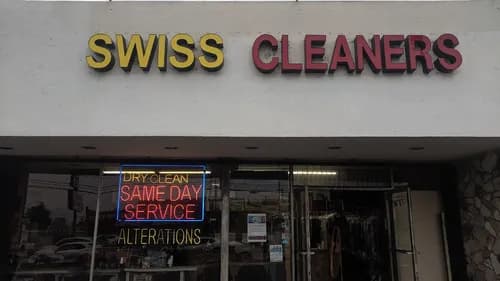 SWISS CLEANERS
DRY CLEAN
SAME DAY
SERVICE
ALTERATIONS